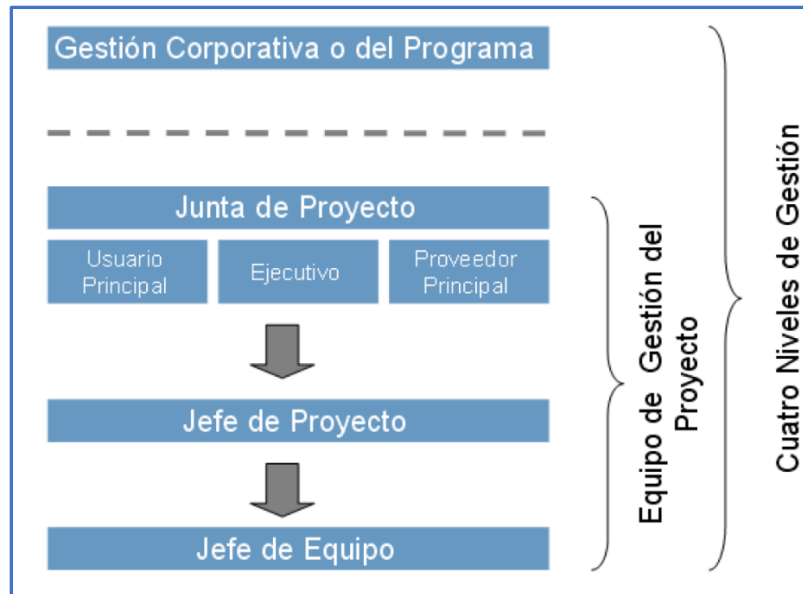 Gestión Corporativa o del Programa
Junta de Proyecto
Usuario
Principal
Ejecutivo
Proveedor
Principal
Jefe de Proyecto
Jefe de Equipo
Equipo de Gestión del
Proyecto
Cuatro Niveles de Gestión